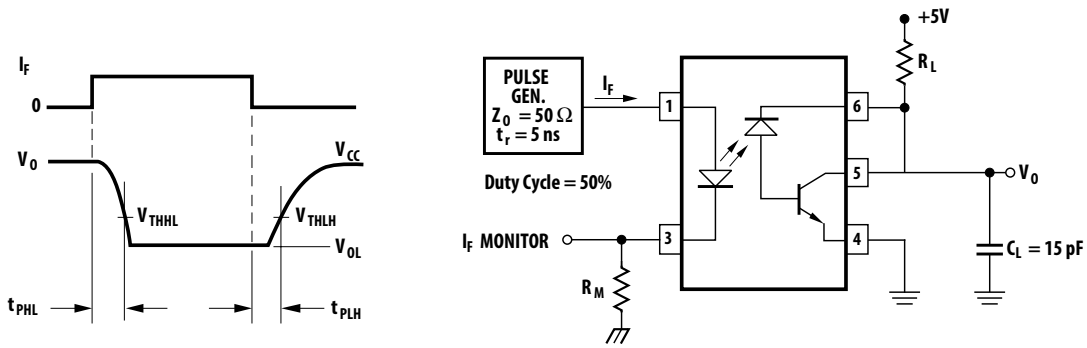 I_F
0
V_O
V_CC
V_THHL
V_THLH
V_OL
t_PHL
t_PLH
PULSE
GEN.
Z_O = 50 Ω
t_r = 5 ns
Duty Cycle = 50%
I_F
I_F MONITOR
R_M
1
3
6
5
4
+5V
R_L
V_O
C_L = 15 pF